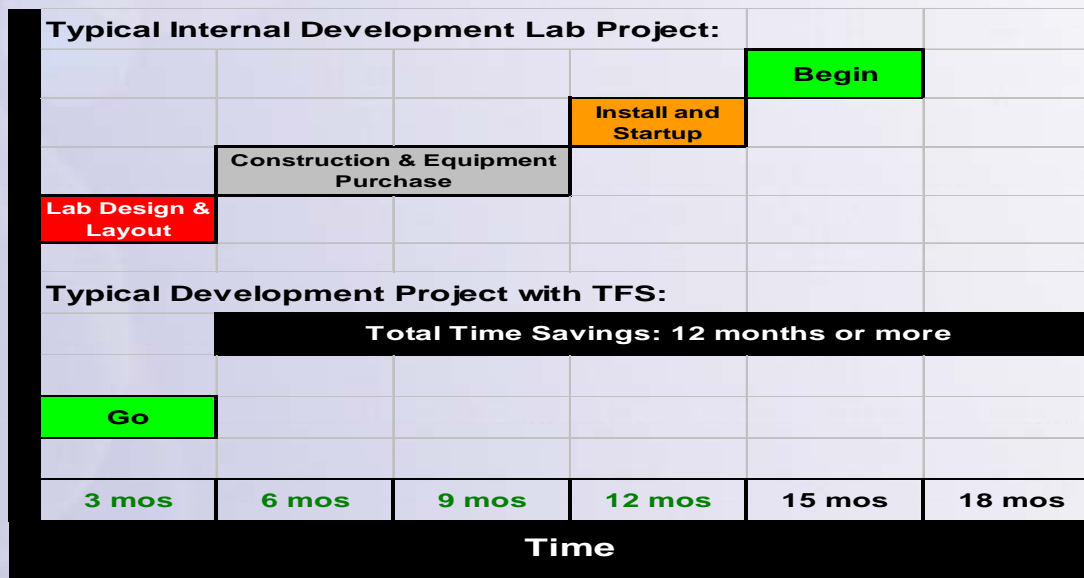 Typical Internal Development Lab Project:
Begin
Install and
Startup
Construction & Equipment
Purchase
Lab Design &
Layout
Typical Development Project with TFS:
Total Time Savings: 12 months or more
Go
3 mos 6 mos 9 mos 12 mos 15 mos 18 mos
Time